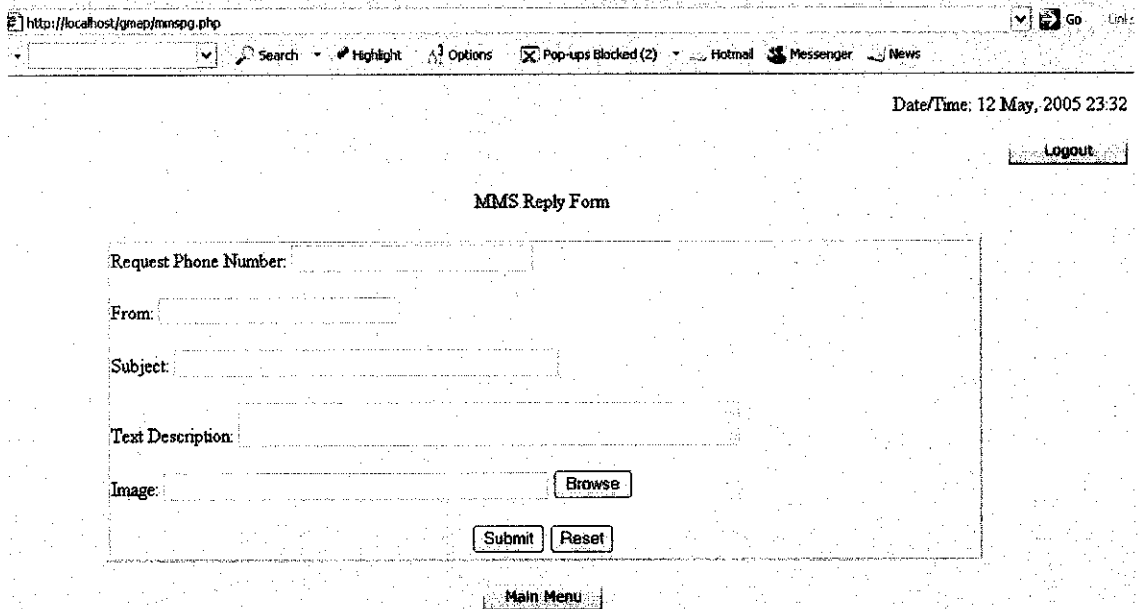 http://localhost/gmap/mmspg.php Go Links
Search Highlight Options Pop-ups Blocked (2) Hotmail Messenger News
Date/Time: 12 May, 2005 23:32
Logout
MMS Reply Form
Request Phone Number:
From:
Subject:
Text Description:
Image: Browse
Submit Reset
Main Menu